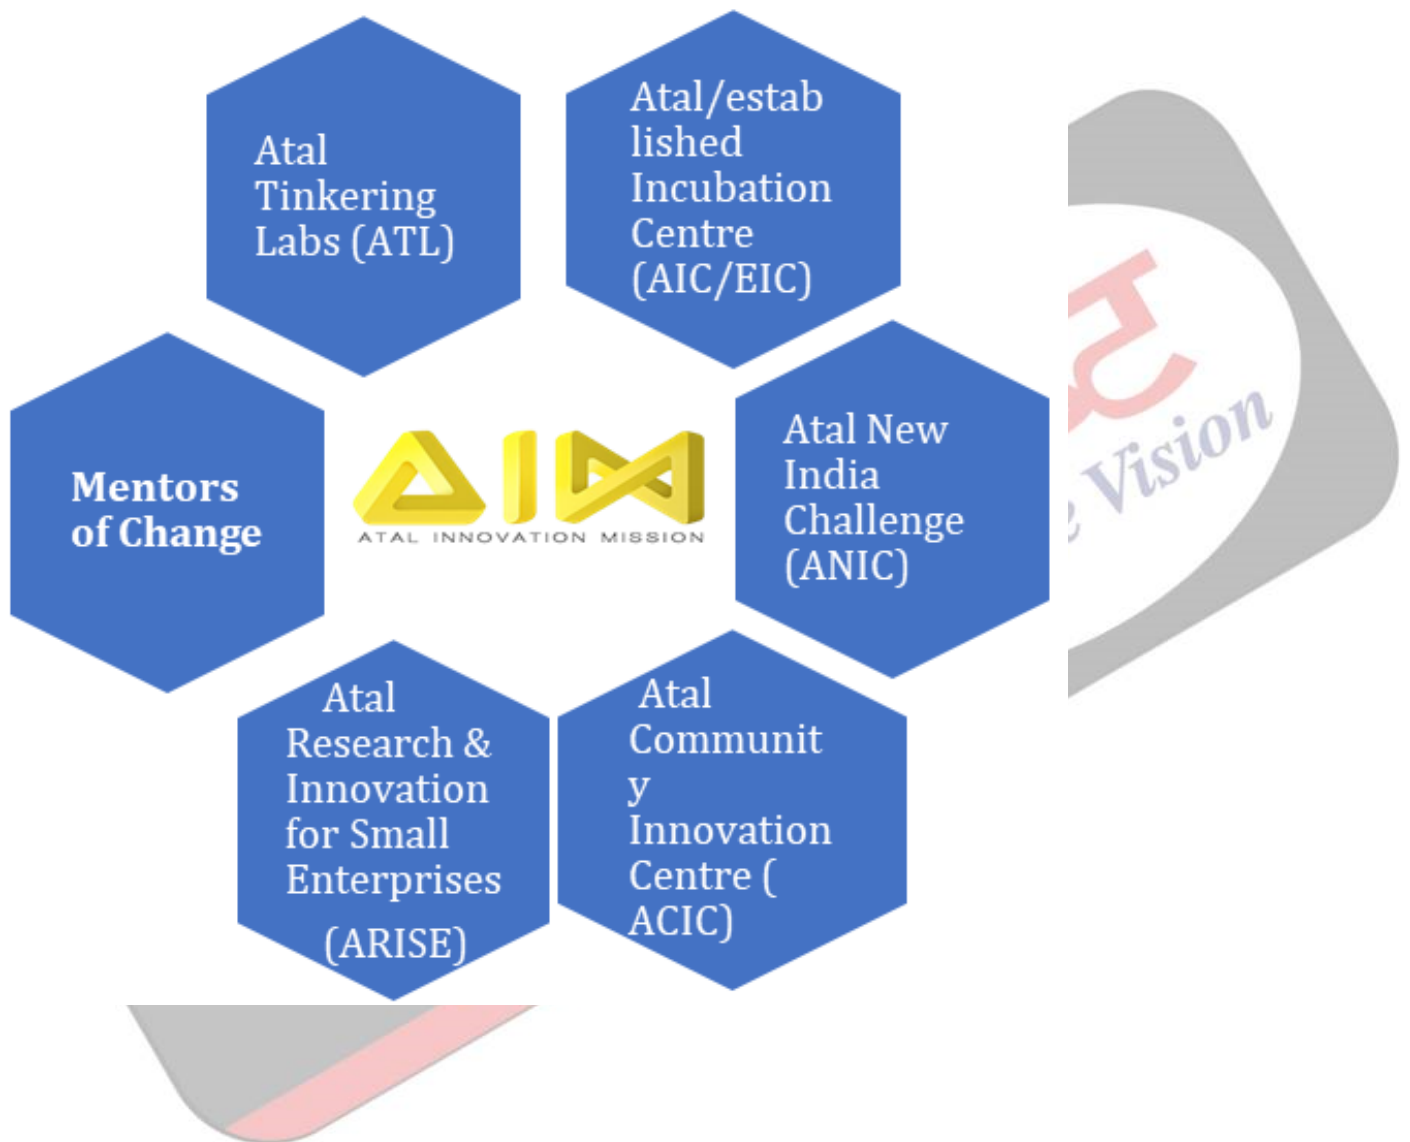 Atal
Tinkering
Labs (ATL)
Atal/estab
lished
Incubation
Centre
(AIC/EIC)
Mentors
of Change
ATAL INNOVATION MISSION
Atal New
India
Challenge
(ANIC)
Atal
Research &
Innovation
for Small
Enterprises
(ARISE)
Atal
Communit
y
Innovation
Centre (
ACIC)
AIM
Vision